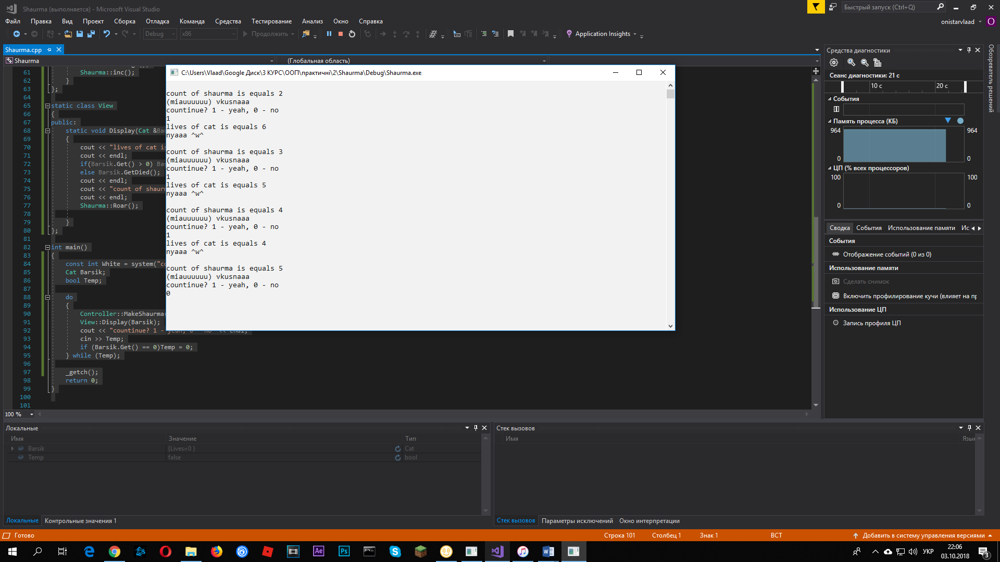 Shaurma (выполняется) - Microsoft Visual Studio
Быстрый запуск (Ctrl+Q)
Файл Правка Вид Проект Сборка Отладка Команда Средства Тестирование Анализ Окно Справка
onistarvlaad O
Debug x86 Продолжить Application Insights
Shaurma.cpp
Shaurma (Глобальная область)
61 Shaurma::inc();
62 }
63 };
64
65 static class View
66 {
67 public:
68 static void Display(Cat &Ba
69 {
70 cout << "lives of cat is
71 cout << endl;
72 if(Barsik.Get() > 0) Ba
73 else Barsik.GetDied();
74 cout << endl;
75 cout << "count of shaur
76 cout << endl;
77 Shaurma::Roar();
78
79 }
80 };
81
82 int main()
83 {
84 const int White = system("c
85 Cat Barsik;
86 bool Temp;
87
88 do
89 {
90 Controller::MakeShaurma
91 View::Display(Barsik);
92 cout << "countinue? 1 - yeah, 0 - no" << endl;
93 cin >> Temp;
94 if (Barsik.Get() == 0)Temp = 0;
95 } while (Temp);
96
97 _getch();
98 return 0;
99 }
100
101
100 %
C:\Users\Vlaad\Google Диск\3 КУРС\ООП\практичні\2\Shaurma\Debug\Shaurma.exe
count of shaurma is equals 2
(miauuuuuu) vkusnaaa
countinue? 1 - yeah, 0 - no
1
lives of cat is equals 6
nyaaa ^w^
count of shaurma is equals 3
(miauuuuuu) vkusnaaa
countinue? 1 - yeah, 0 - no
1
lives of cat is equals 5
nyaaa ^w^
count of shaurma is equals 4
(miauuuuuu) vkusnaaa
countinue? 1 - yeah, 0 - no
1
lives of cat is equals 4
nyaaa ^w^
count of shaurma is equals 5
(miauuuuuu) vkusnaaa
countinue? 1 - yeah, 0 - no
0
Средства диагностики
Сеанс диагностики: 21 с
10 с 20 с
События
Память процесса (КБ)
964 964
0 0
ЦП (% всех процессоров)
100 100
0 0
Сводка События Использование памяти Ис
События
Отображение событий (0 из 0)
Использование памяти
Сделать снимок
Включить профилирование кучи (влияет на пр
Использование ЦП
Запись профиля ЦП
Обозреватель решений
Локальные
Имя Значение Тип
Barsik {Lives=0 } Cat
Temp false bool
Локальные Контрольные значения 1
Стек вызовов
Имя Язык
Стек вызовов Параметры исключений Окно интерпретации
Готово Строка 101 Столбец 1 Знак 1 ВСТ Добавить в систему управления версиями
Ae Ps УКР
22:06
03.10.2018
3